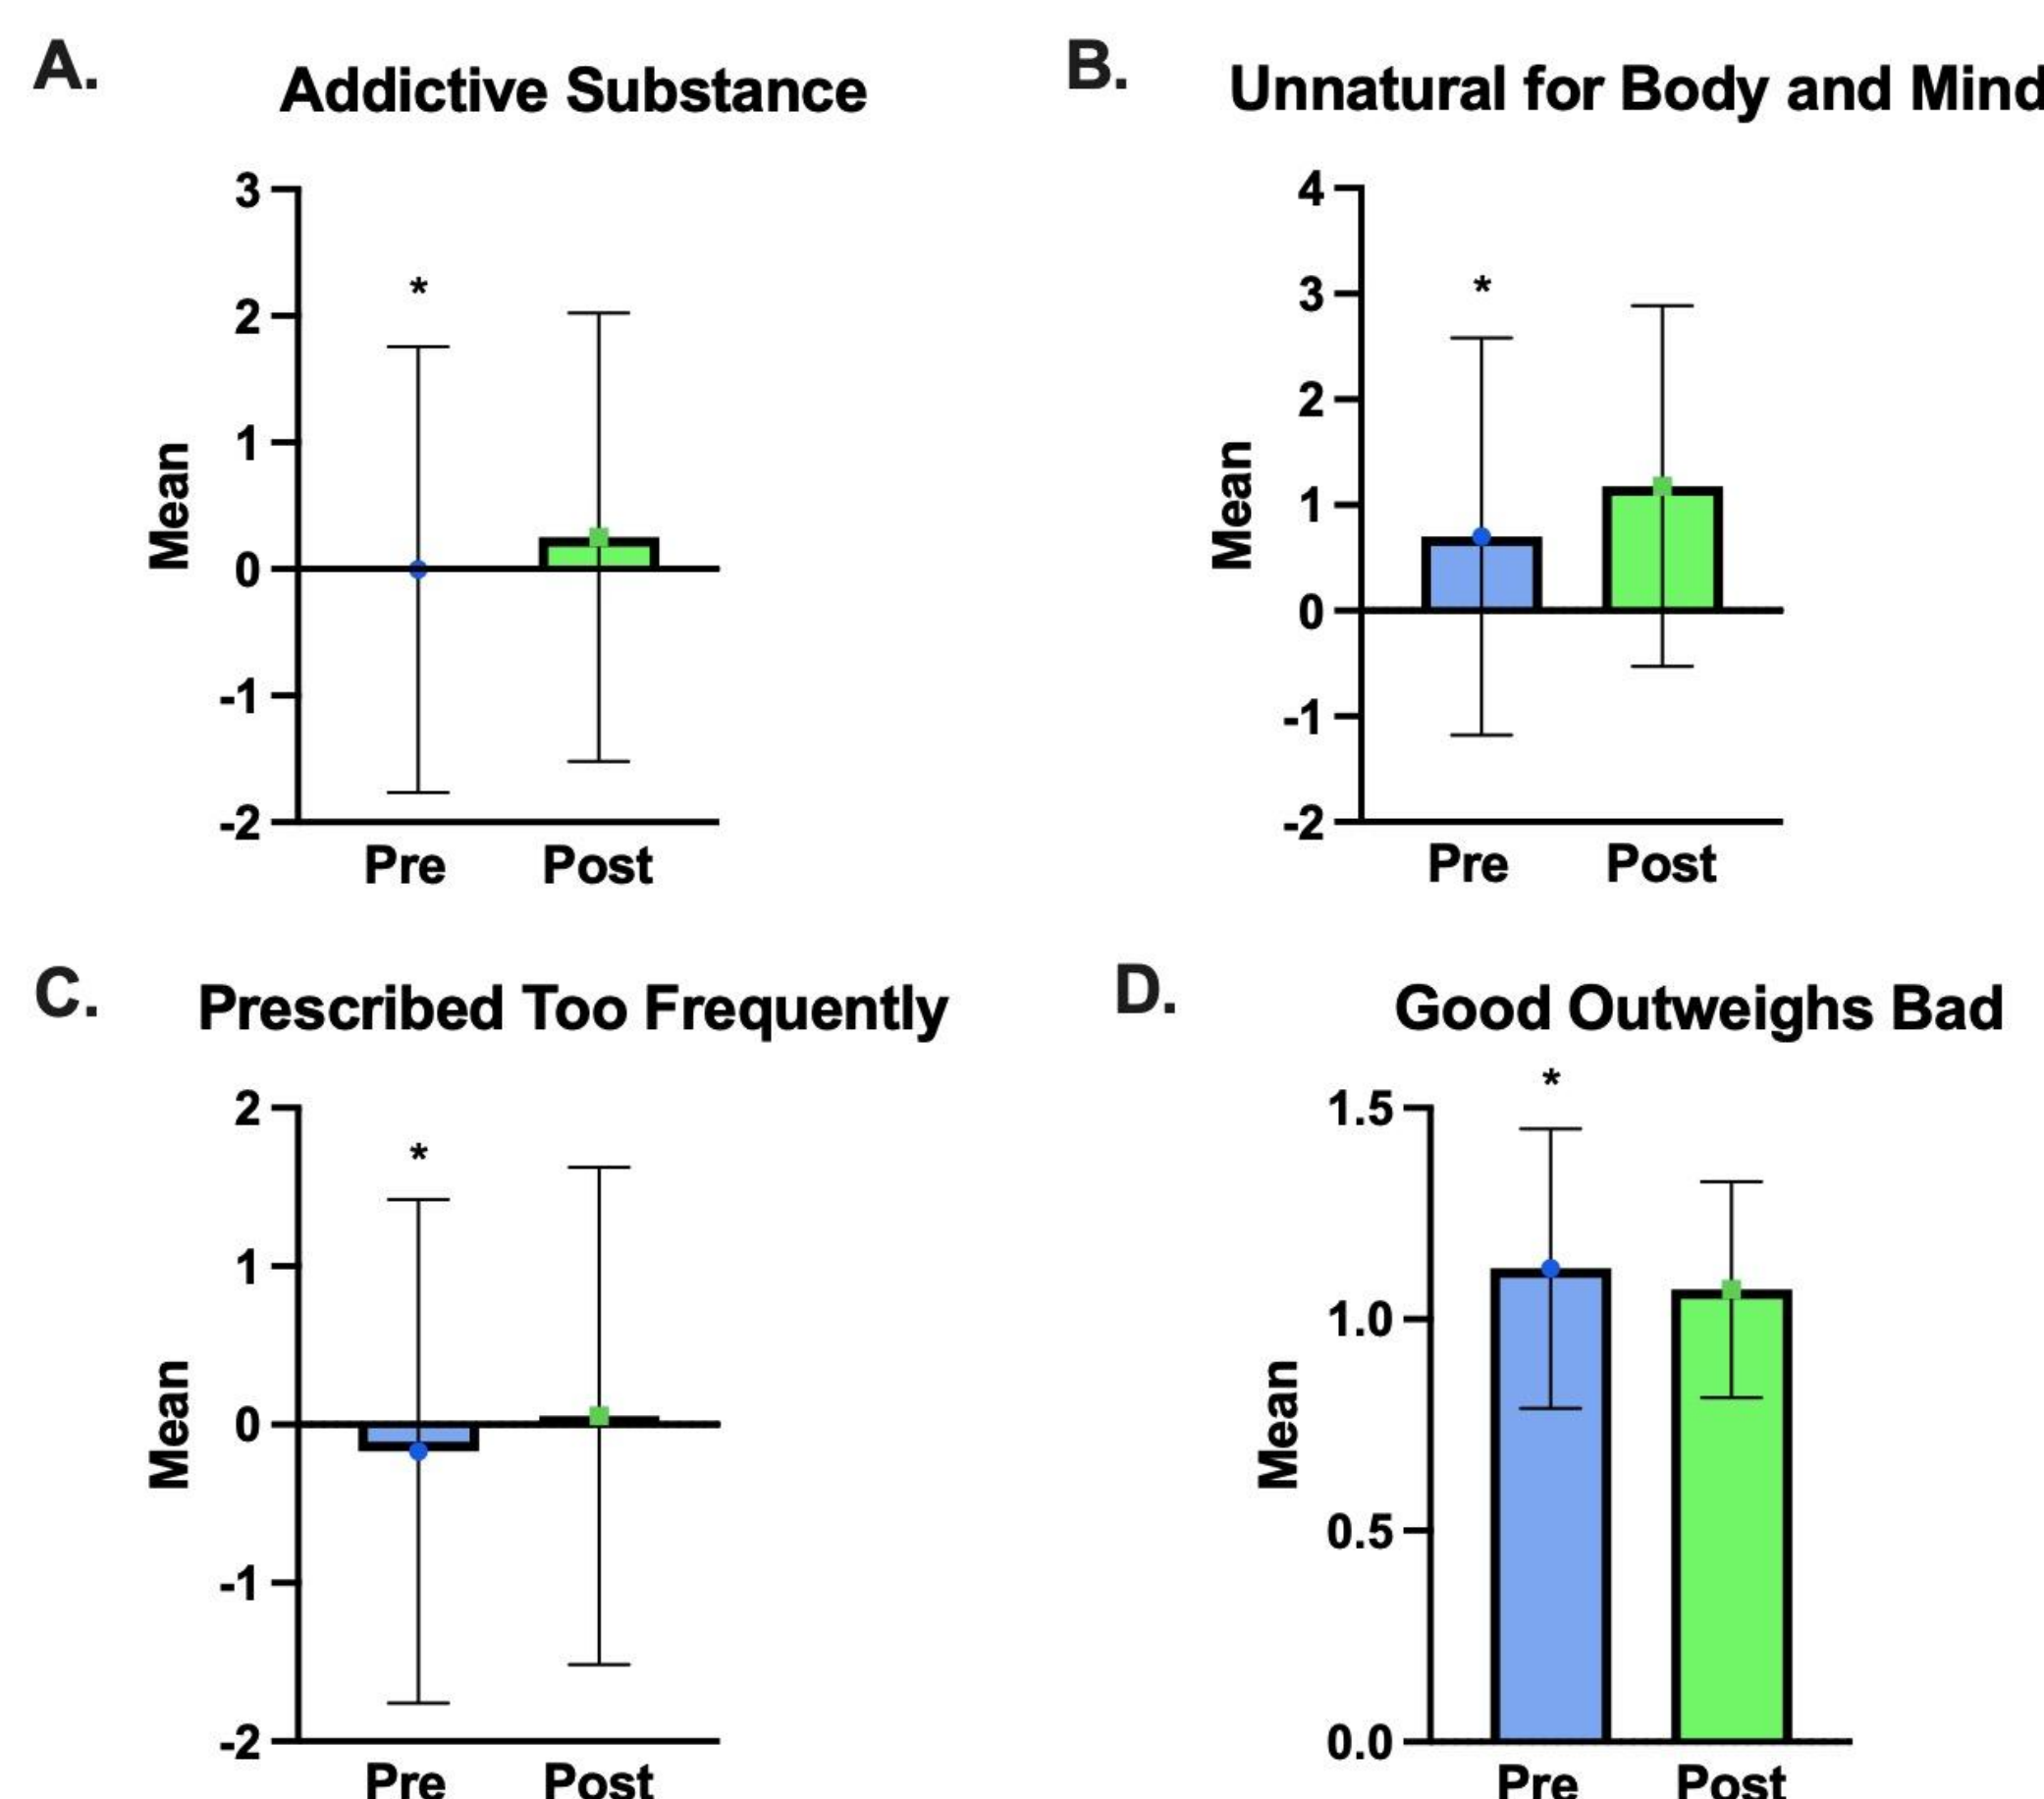 A.
Addictive Substance
3
*
2
1
Mean
0
-1
-2
Pre Post
B.
Unnatural for Body and Mind
4
*
3
2
1
Mean
0
-1
-2
Pre Post
C.
Prescribed Too Frequently
2
*
1
Mean
0
-1
-2
Pre Post
D.
Good Outweighs Bad
*
1.5
1.0
Mean
0.5
0.0
Pre Post